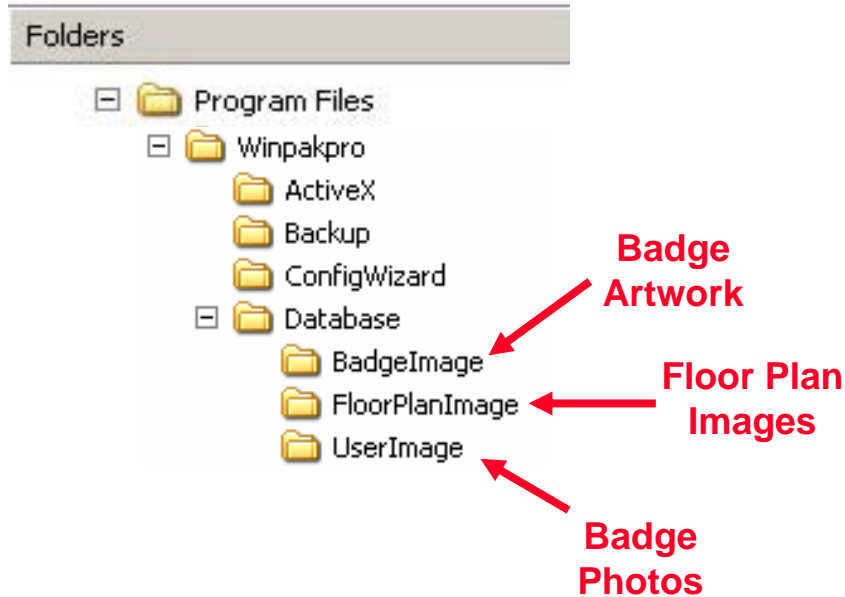 Folders
Program Files
Winpakpro
ActiveX
Backup
ConfigWizard
Database
BadgeImage
FloorPlanImage
UserImage
Badge
Artwork
Floor Plan
Images
Badge
Photos